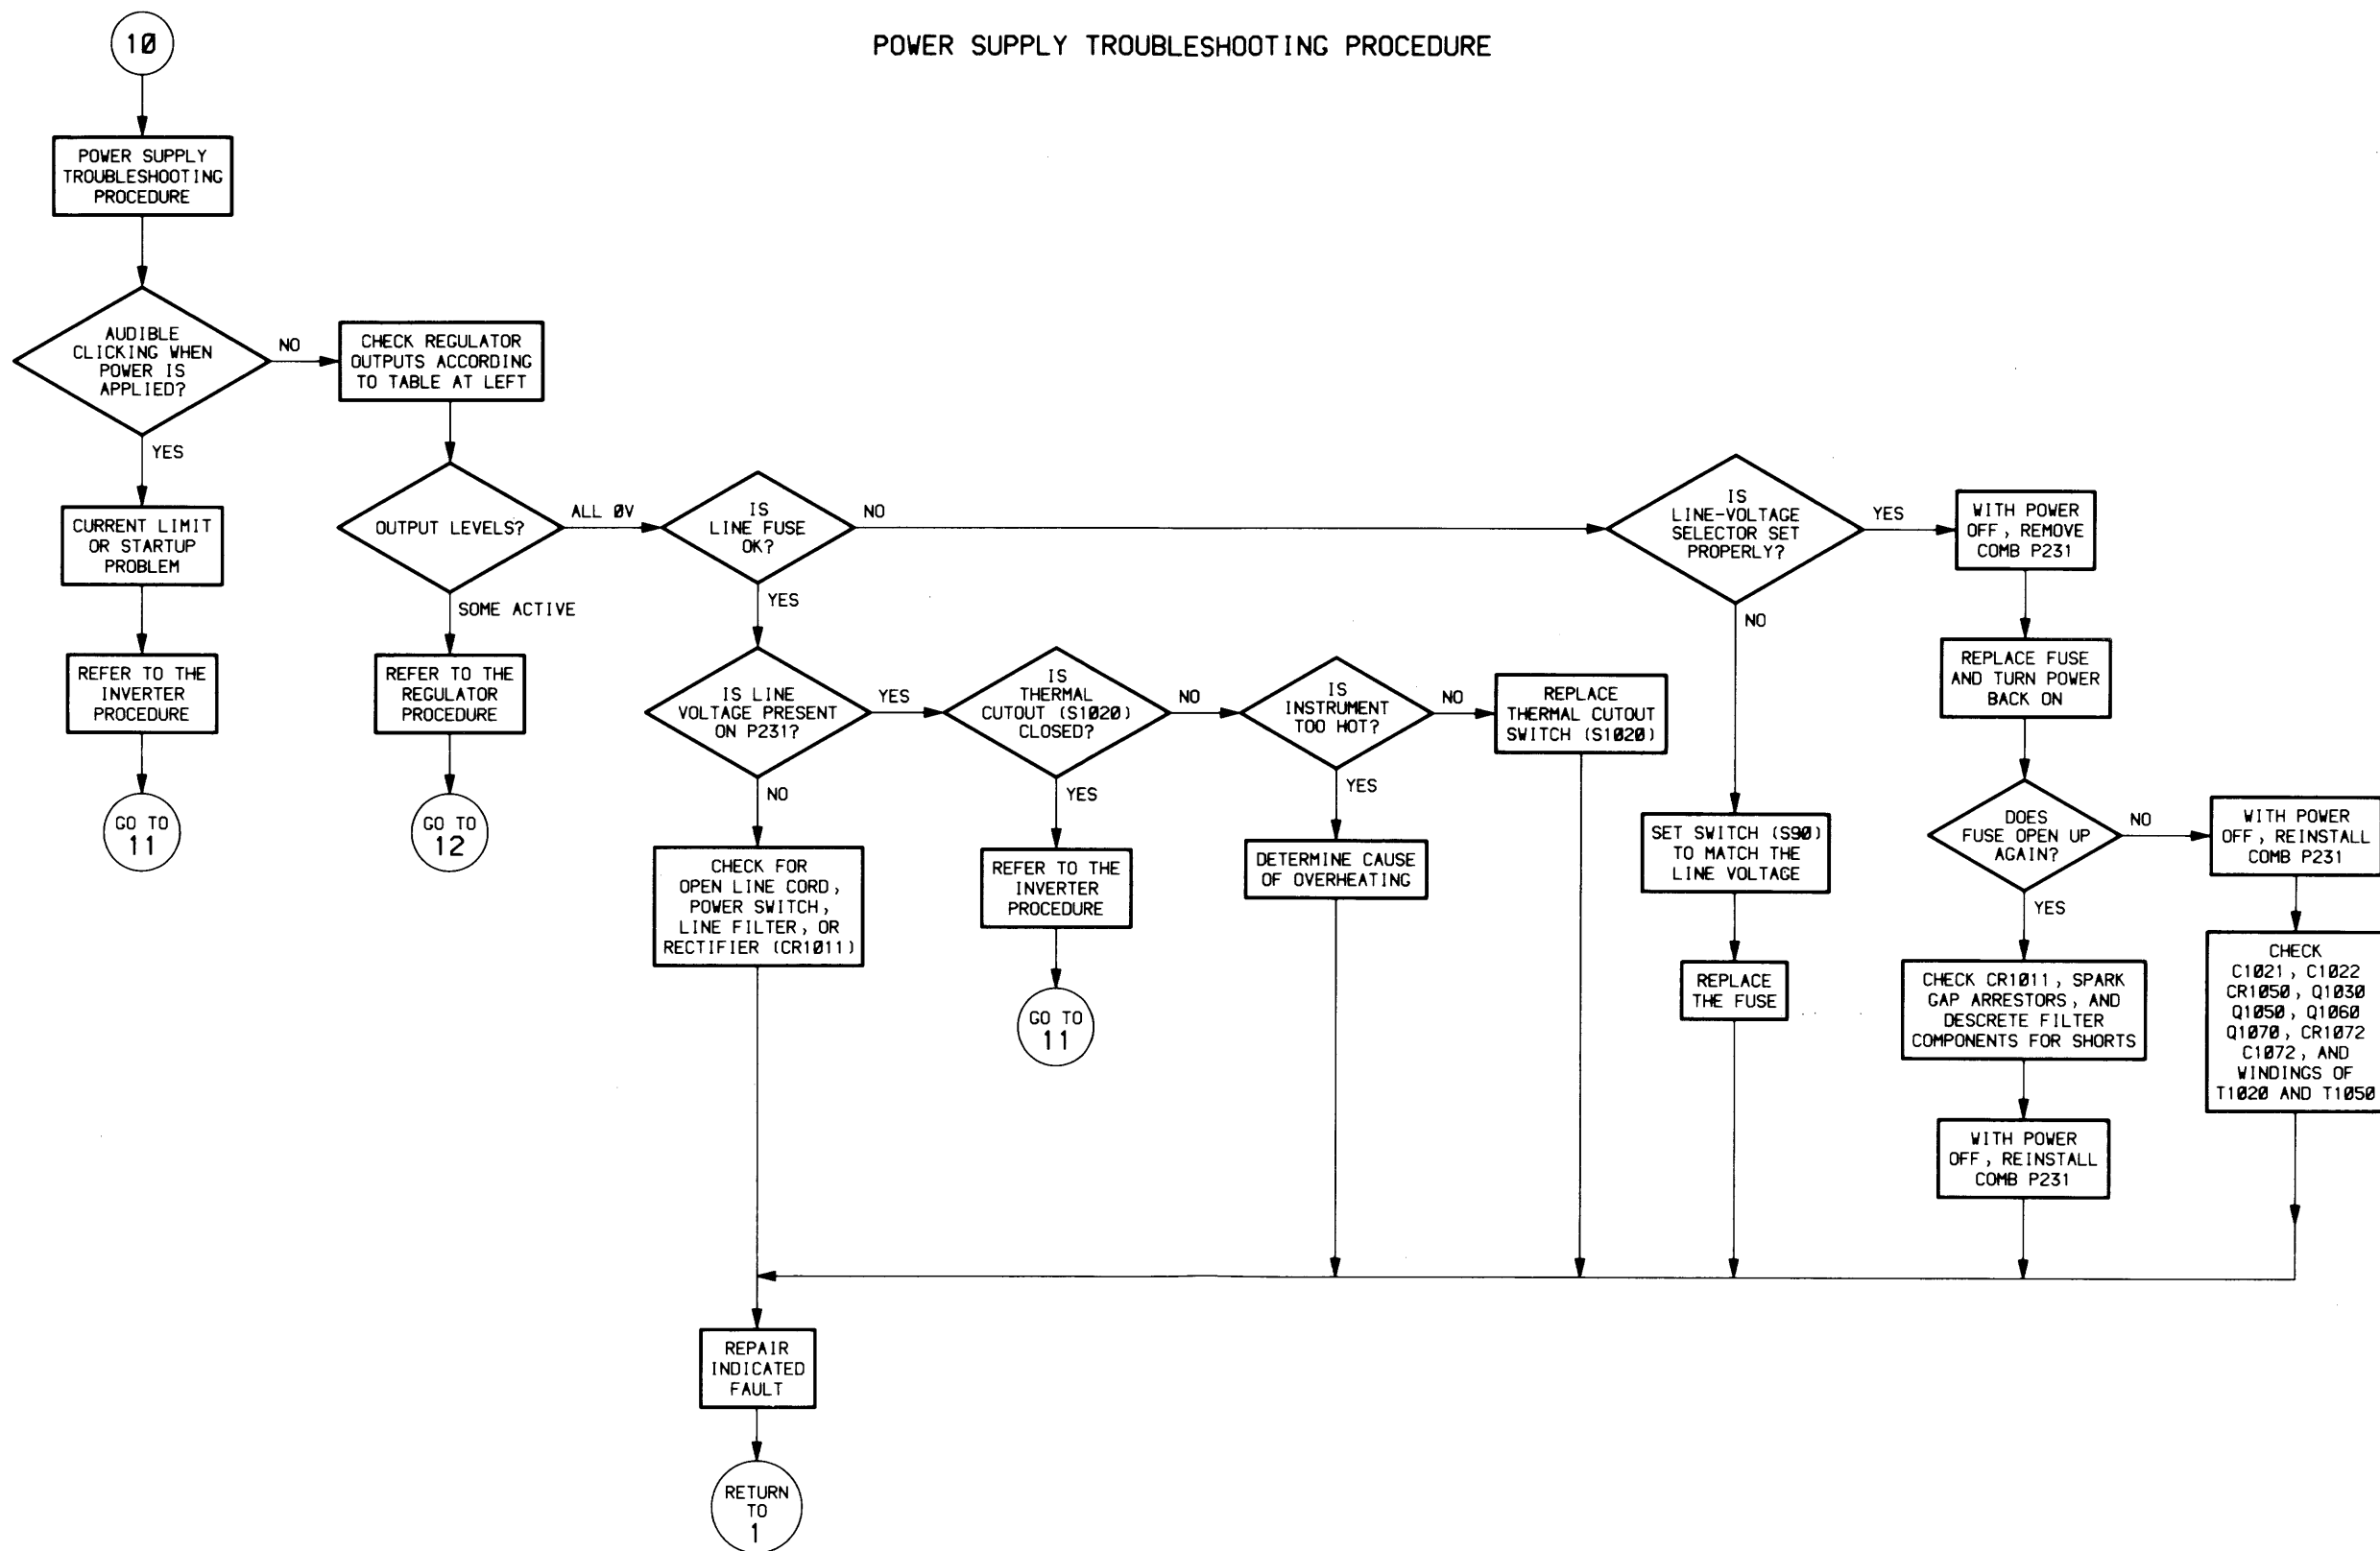 POWER SUPPLY TROUBLESHOOTING PROCEDURE
10
POWER SUPPLY
TROUBLESHOOTING
PROCEDURE
AUDIBLE
CLICKING WHEN
POWER IS
APPLIED?
NO
YES
CURRENT LIMIT
OR STARTUP
PROBLEM
REFER TO THE
INVERTER
PROCEDURE
GO TO
11
CHECK REGULATOR
OUTPUTS ACCORDING
TO TABLE AT LEFT
OUTPUT LEVELS?
ALL 0V
SOME ACTIVE
REFER TO THE
REGULATOR
PROCEDURE
GO TO
12
IS
LINE FUSE
OK?
NO
YES
IS LINE
VOLTAGE PRESENT
ON P231?
YES
NO
CHECK FOR
OPEN LINE CORD,
POWER SWITCH,
LINE FILTER, OR
RECTIFIER (CR1011)
IS
THERMAL
CUTOUT (S1020)
CLOSED?
NO
YES
REFER TO THE
INVERTER
PROCEDURE
GO TO
11
IS
INSTRUMENT
TOO HOT?
NO
YES
DETERMINE CAUSE
OF OVERHEATING
REPLACE
THERMAL CUTOUT
SWITCH (S1020)
IS
LINE-VOLTAGE
SELECTOR SET
PROPERLY?
YES
NO
SET SWITCH (S90)
TO MATCH THE
LINE VOLTAGE
REPLACE
THE FUSE
WITH POWER
OFF, REMOVE
COMB P231
REPLACE FUSE
AND TURN POWER
BACK ON
DOES
FUSE OPEN UP
AGAIN?
NO
YES
CHECK CR1011, SPARK
GAP ARRESTORS, AND
DESCRETE FILTER
COMPONENTS FOR SHORTS
WITH POWER
OFF, REINSTALL
COMB P231
WITH POWER
OFF, REINSTALL
COMB P231
CHECK
C1021, C1022
CR1050, Q1030
Q1050, Q1060
Q1070, CR1072
C1072, AND
WINDINGS OF
T1020 AND T1050
REPAIR
INDICATED
FAULT
RETURN
TO
1